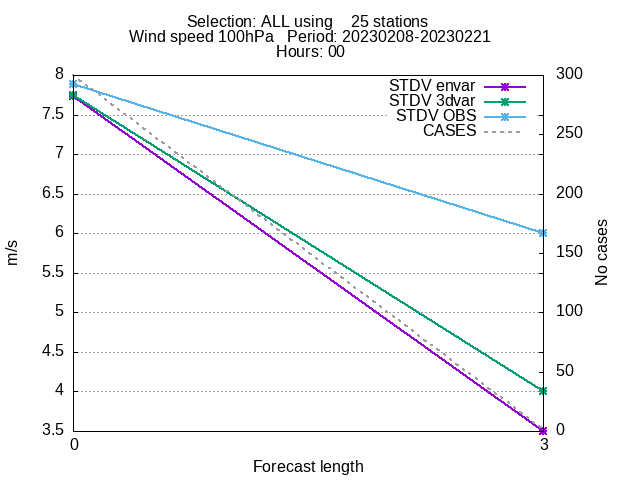 Selection: ALL using    25 stations
Wind speed 100hPa   Period: 20230208-20230221
Hours: 00
STDV envar
STDV 3dvar
STDV OBS
CASES
8
7.5
7
6.5
6
5.5
5
4.5
4
3.5
300
250
200
150
100
50
0
m/s
No cases
0
3
Forecast length